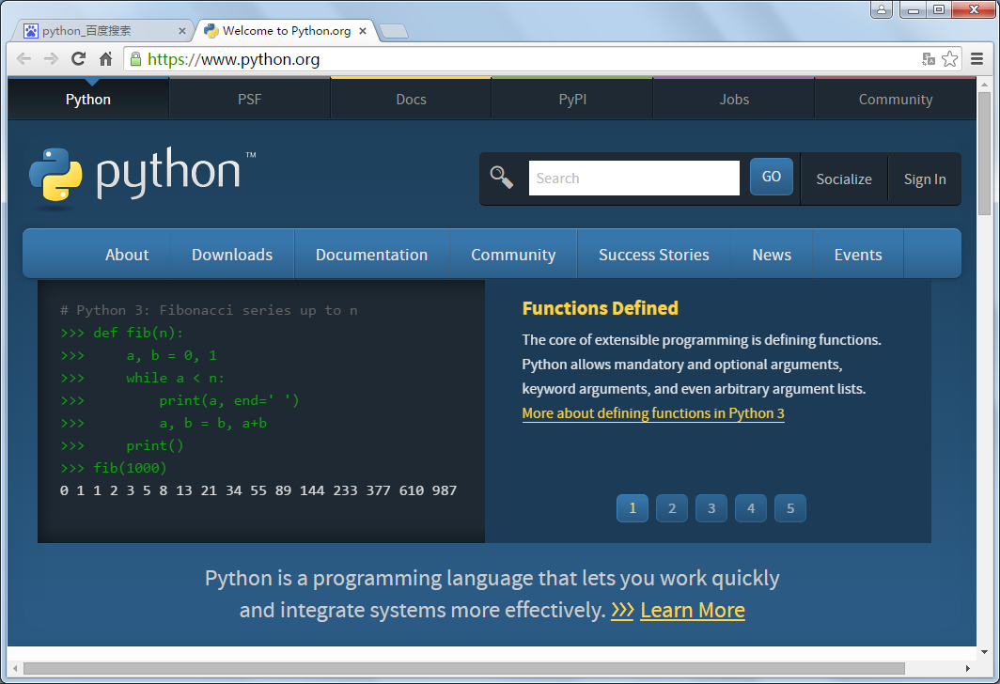 python_百度搜索
Welcome to Python.org
https://www.python.org
Python
PSF
Docs
PyPI
Jobs
Community
python™
Search
GO
Socialize
Sign In
About
Downloads
Documentation
Community
Success Stories
News
Events
# Python 3: Fibonacci series up to n
>>> def fib(n):
>>>     a, b = 0, 1
>>>     while a < n:
>>>         print(a, end=' ')
>>>         a, b = b, a+b
>>>     print()
>>> fib(1000)
0 1 1 2 3 5 8 13 21 34 55 89 144 233 377 610 987
Functions Defined
The core of extensible programming is defining functions.
Python allows mandatory and optional arguments,
keyword arguments, and even arbitrary argument lists.
More about defining functions in Python 3
1 2 3 4 5
Python is a programming language that lets you work quickly
and integrate systems more effectively. >>> Learn More